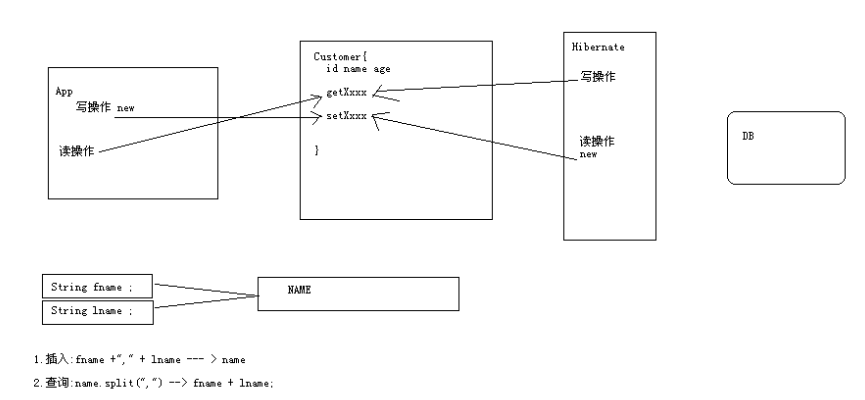 App
写操作 new
读操作
Customer{
id name age
getXxxx
setXxxx
}
Hibernate
写操作
读操作
new
DB
String fname ;
String lname ;
NAME
1.插入:fname +"," + lname --- > name
2.查询:name.split(",") --> fname + lname;